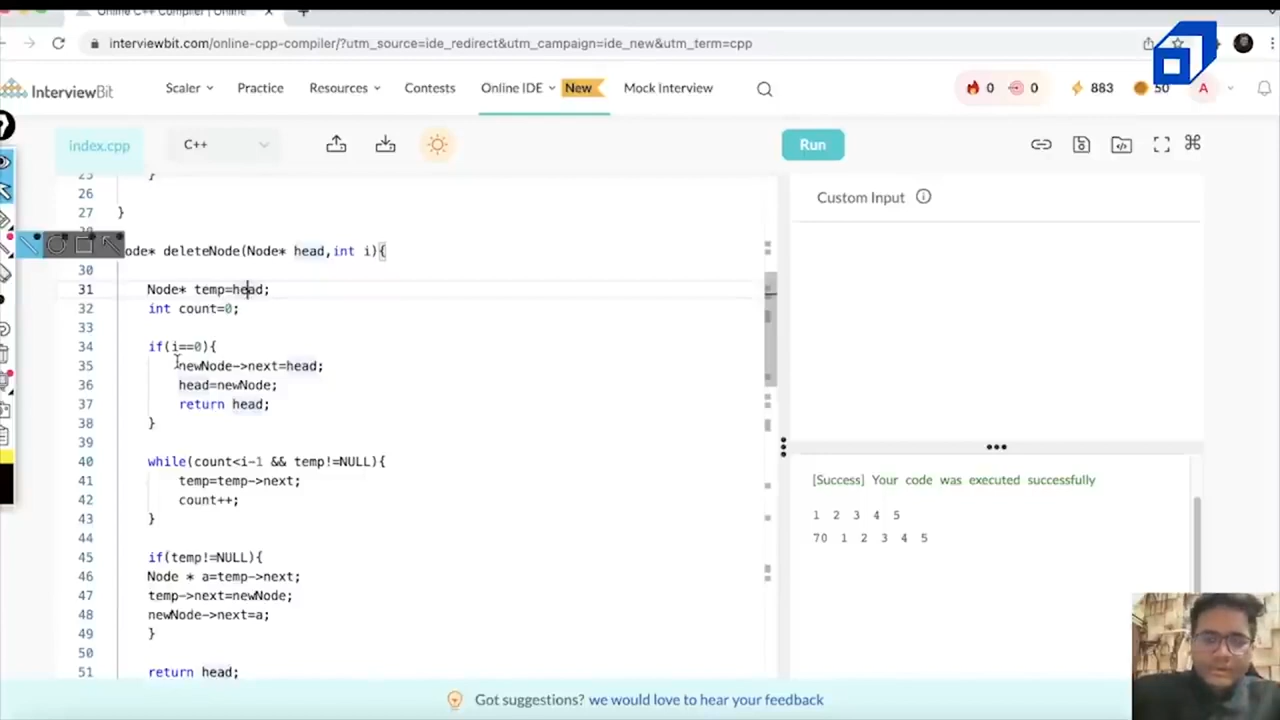 Online C++ Compiler | Online
interviewbit.com/online-cpp-compiler/?utm_source=ide_redirect&utm_campaign=ide_new&utm_term=cpp
InterviewBit
Scaler
Practice
Resources
Contests
Online IDE
New
Mock Interview
0
0
883
50
A
index.cpp
C++
Run
25 }
26
27 }
ode* deleteNode(Node* head,int i){
30
31 Node* temp=head;
32 int count=0;
33
34 if(i==0){
35 newNode->next=head;
36 head=newNode;
37 return head;
38 }
39
40 while(count<i-1 && temp!=NULL){
41 temp=temp->next;
42 count++;
43 }
44
45 if(temp!=NULL){
46 Node * a=temp->next;
47 temp->next=newNode;
48 newNode->next=a;
49 }
50
51 return head;
Custom Input
[Success] Your code was executed successfully
1 2 3 4 5
70 1 2 3 4 5
Got suggestions? we would love to hear your feedback